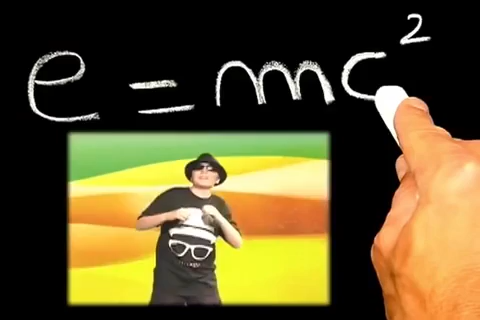 e = mc²